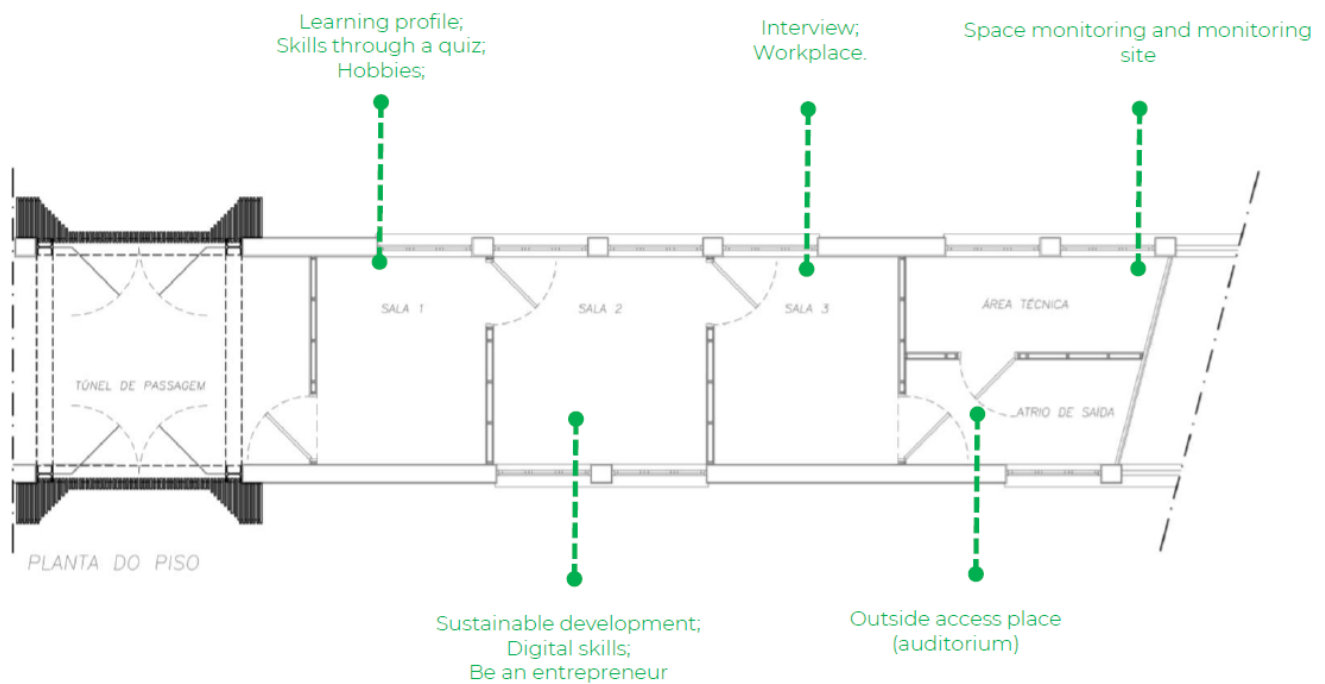 Learning profile;
Skills through a quiz;
Hobbies;
Interview;
Workplace.
Space monitoring and monitoring
site
SALA 1
SALA 2
SALA 3
ÁREA TÉCNICA
TÚNEL DE PASSAGEM
ATRIO DE SAÍDA
PLANTA DO PISO
Sustainable development;
Digital skills;
Be an entrepreneur
Outside access place
(auditorium)